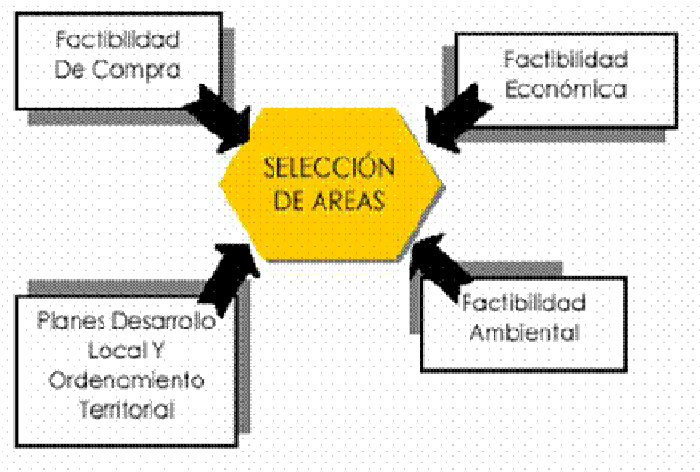 Factibilidad
De Compra
Factibilidad
Económica
SELECCIÓN
DE AREAS
Planes Desarrollo
Local Y
Ordenamiento
Territorial
Factibilidad
Ambiental